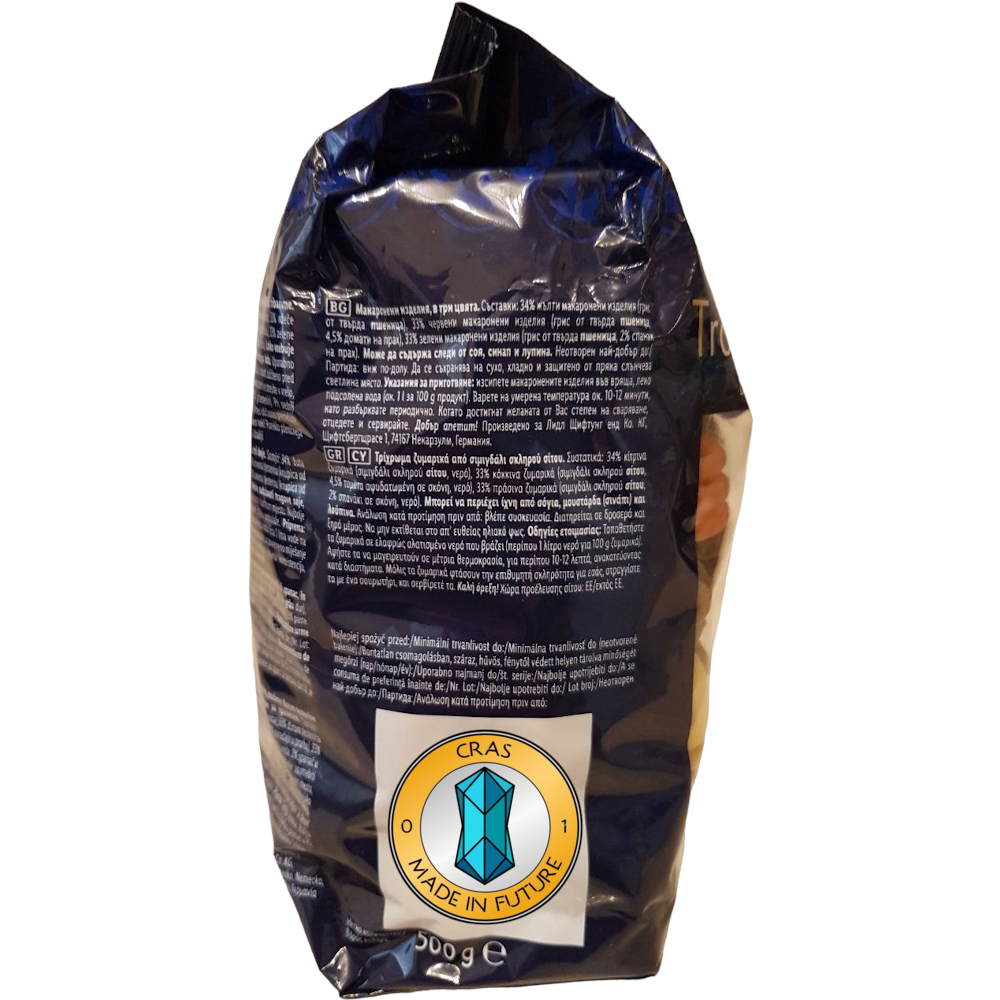 BG Макаронени изделия, в три цвята. Съставки: 34% жълти макаронени изделия (грис
от твърда пшеница), 33% червени макаронени изделия (грис от твърда пшеница,
4,5% домати на прах), 33% зелени макаронени изделия (грис от твърда пшеница, 2% спанак
на прах). Може да съдържа следи от соя, синап и лупина. Неотворен най-добър до/
Партида: виж по-долу. Да се съхранява на сухо, хладно и защитено от пряка слънчева
светлина място. Указания за приготвяне: изсипете макаронените изделия във вряща, леко
подсолена вода (ок. 1 l за 100 g продукт). Варете на умерена температура ок. 10-12 минути,
като разбърквате периодично. Когато достигнат желаната от Вас степен на сваряване,
отцедете и сервирайте. Добър апетит! Произведено за Лидл Щифтунг енд Ко. КГ,
Щифтсбергщрасе 1, 74167 Некарзулм, Германия.
GR CY Τρίχρωμα ζυμαρικά από σιμιγδάλι σκληρού σίτου. Συστατικά: 34% κίτρινα
ζυμαρικά (σιμιγδάλι σκληρού σίτου, νερό), 33% κόκκινα ζυμαρικά (σιμιγδάλι σκληρού σίτου,
4,5% τομάτα αφυδατωμένη σε σκόνη, νερό), 33% πράσινα ζυμαρικά (σιμιγδάλι σκληρού σίτου,
2% σπανάκι σε σκόνη, νερό). Μπορεί να περιέχει ίχνη από σόγια, μουστάρδα (σινάπι) και
λούπινα. Ανάλωση κατά προτίμηση πριν από: βλέπε συσκευασία. Διατηρείται σε δροσερό και
ξηρό μέρος. Να μην εκτίθεται στο απ' ευθείας ηλιακό φως. Οδηγίες ετοιμασίας: Τοποθετήστε
τα ζυμαρικά σε ελαφρώς αλατισμένο νερό που βράζει (περίπου 1 λίτρο νερό για 100 g ζυμαρικά).
Αφήστε τα να μαγειρευτούν σε μέτρια θερμοκρασία, για περίπου 10-12 λεπτά, ανακατεύοντας
κατά διαστήματα. Μόλις τα ζυμαρικά φτάσουν την επιθυμητή σκληρότητα για εσάς, στραγγίστε
τα με ένα σουρωτήρι, και σερβίρετέ τα. Καλή όρεξη! Χώρα προέλευσης σίτου: ΕΕ/Εκτός ΕΕ.
Najlepiej spożyć przed:/Minimální trvanlivost do:/Minimálna trvanlivosť do (neotvorené
balenie):/Bontatlan csomagolásban, száraz, hűvös, fénytől védett helyen tárolva minőségét
megőrzi (nap/hónap/év):/Uporabno najmanj do/št. serije:/Najbolje upotrijebiti do:/A se
consuma de preferință înainte de:/Nr. Lot:/Najbolje upotrebiti do:/ Lot broj:/Неотворен
най-добър до:/Партида:/Ανάλωση κατά προτίμηση πριν από:
CRAS
0 1
MADE IN FUTURE
500 g e